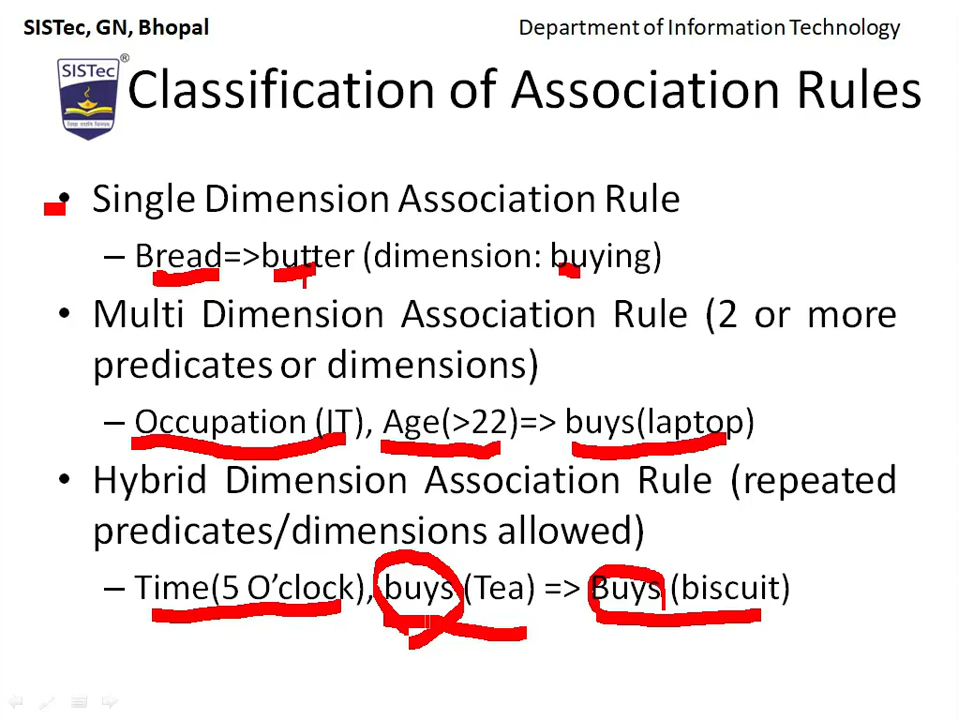 SISTec, GN, Bhopal
Department of Information Technology
SISTec
®
Classification of Association Rules
• Single Dimension Association Rule
– Bread=>butter (dimension: buying)
• Multi Dimension Association Rule (2 or more
predicates or dimensions)
– Occupation (IT), Age(>22)=> buys(laptop)
• Hybrid Dimension Association Rule (repeated
predicates/dimensions allowed)
– Time(5 O’clock), buys (Tea) => Buys (biscuit)